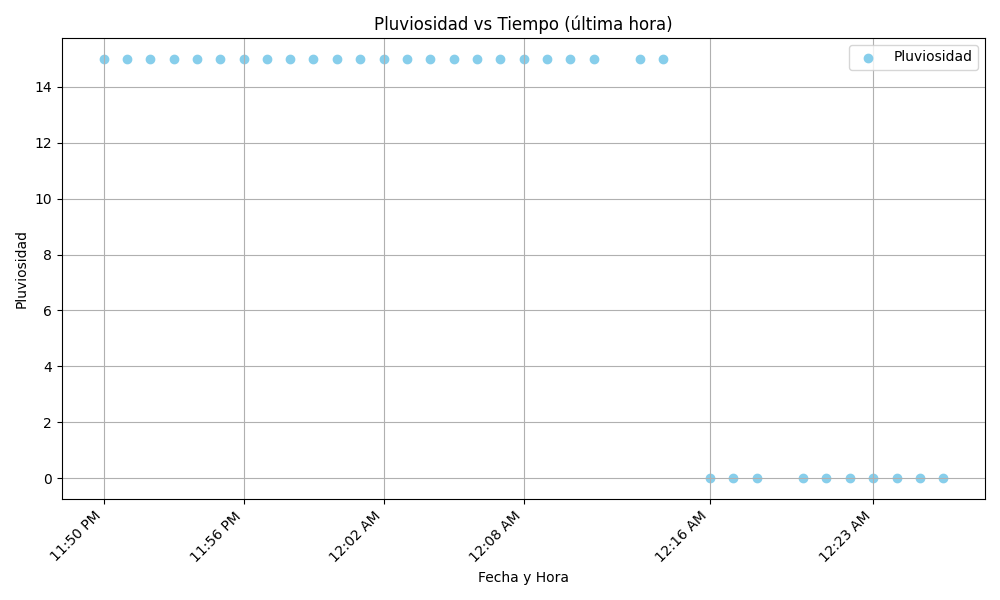 Pluviosidad vs Tiempo (última hora)
Pluviosidad
14
12
10
8
6
4
2
0
Pluviosidad
11:50 PM
11:56 PM
12:02 AM
12:08 AM
12:16 AM
12:23 AM
Fecha y Hora